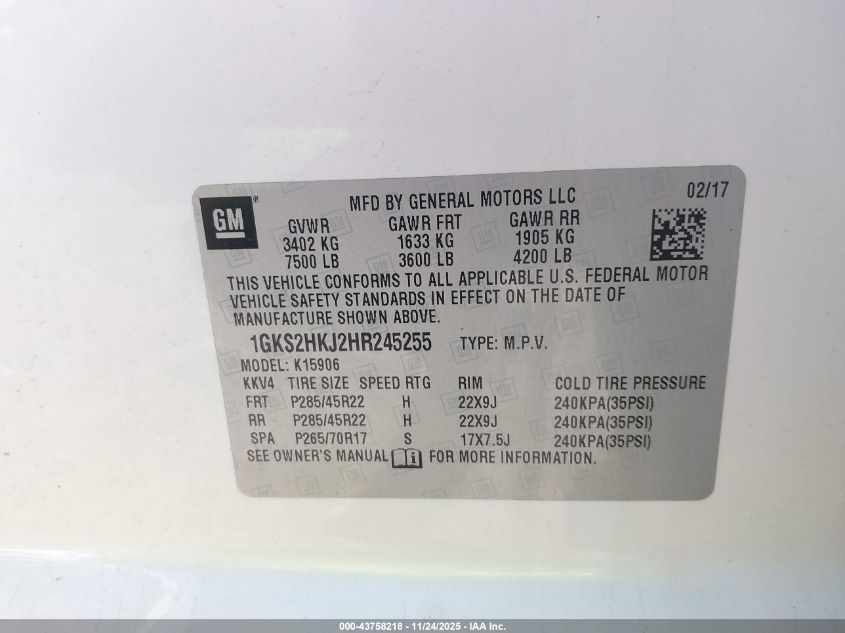 GM
MFD BY GENERAL MOTORS LLC 02/17
GVWR GAWR FRT GAWR RR
3402 KG 1633 KG 1905 KG
7500 LB 3600 LB 4200 LB
THIS VEHICLE CONFORMS TO ALL APPLICABLE U.S. FEDERAL MOTOR
VEHICLE SAFETY STANDARDS IN EFFECT ON THE DATE OF
MANUFACTURE SHOWN ABOVE.
1GKS2HKJ2HR245255 TYPE: M.P.V.
MODEL: K15906
KKV4 TIRE SIZE SPEED RTG RIM COLD TIRE PRESSURE
FRT P285/45R22 H 22X9J 240KPA(35PSI)
RR P285/45R22 H 22X9J 240KPA(35PSI)
SPA P265/70R17 S 17X7.5J 240KPA(35PSI)
SEE OWNER'S MANUAL i FOR MORE INFORMATION.
000-43758218 - 11/24/2025 - IAA Inc.